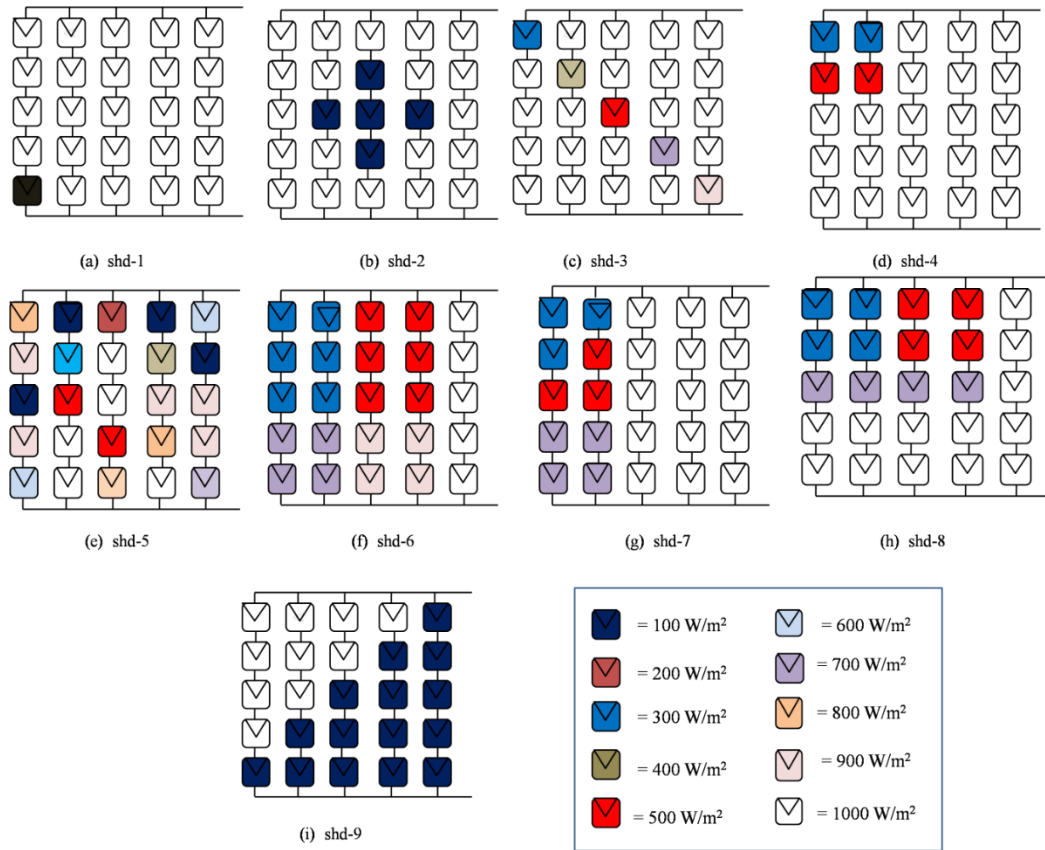 (a) shd-1
(b) shd-2
(c) shd-3
(d) shd-4
(e) shd-5
(f) shd-6
(g) shd-7
(h) shd-8
(i) shd-9
= 100 W/m²
= 200 W/m²
= 300 W/m²
= 400 W/m²
= 500 W/m²
= 600 W/m²
= 700 W/m²
= 800 W/m²
= 900 W/m²
= 1000 W/m²